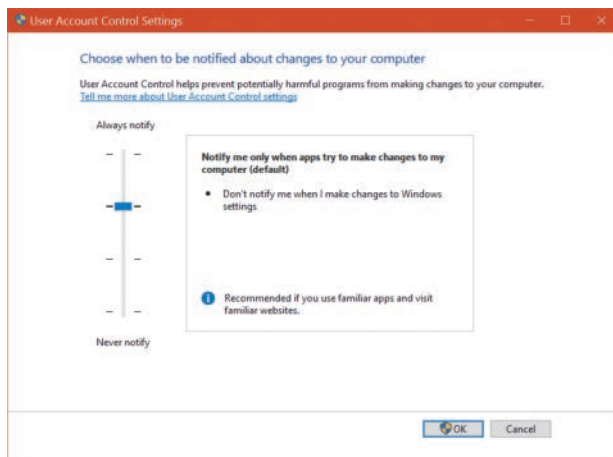 User Account Control Settings
Choose when to be notified about changes to your computer
User Account Control helps prevent potentially harmful programs from making changes to your computer.
Tell me more about User Account Control settings
Always notify
Notify me only when apps try to make changes to my
computer (default)
• Don't notify me when I make changes to Windows
settings
Recommended if you use familiar apps and visit
familiar websites.
Never notify
OK
Cancel